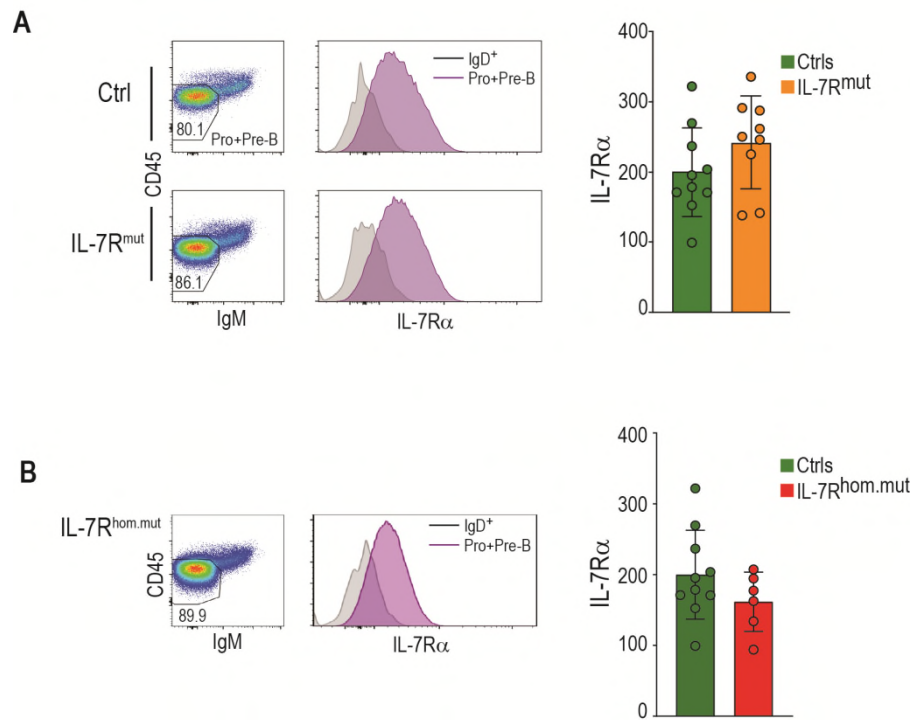 A
Ctrl
80.1
Pro+Pre-B
IgD+
Pro+Pre-B
CD45
IL-7Rmut
86.1
IgM
IL-7Rα
400
300
200
100
0
IL-7Rα
Ctrls
IL-7Rmut
B
IL-7Rhom.mut
CD45
89.9
IgM
IgD+
Pro+Pre-B
IL-7Rα
400
300
200
100
0
IL-7Rα
Ctrls
IL-7Rhom.mut